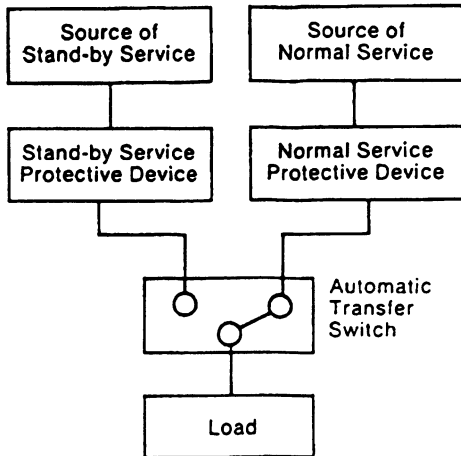 Source of
Stand-by Service
Source of
Normal Service
Stand-by Service
Protective Device
Normal Service
Protective Device
Automatic
Transfer
Switch
Load